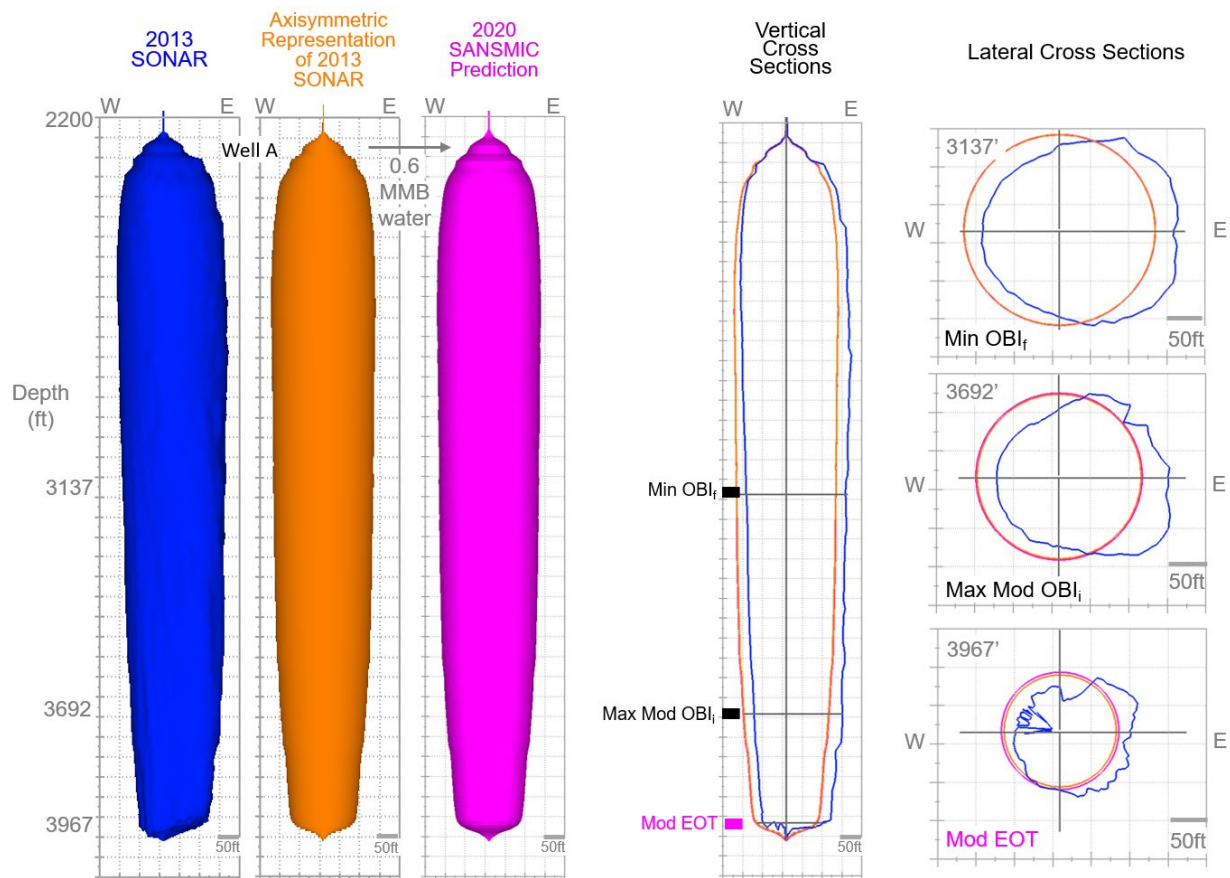 2013
SONAR
Axisymmetric
Representation
of 2013
SONAR
2020
SANSMIC
Prediction
Vertical
Cross
Sections
Lateral Cross Sections
W E W E W E
W E
2200
Well A
0.6
MMB
water
Depth
(ft)
3137
3692
3967
50ft
50ft
50ft
Min OBIf
Max Mod OBIi
Mod EOT
50ft
3137’
W E
50ft
Min OBIf
3692’
W E
50ft
Max Mod OBIi
3967’
W E
50ft
Mod EOT